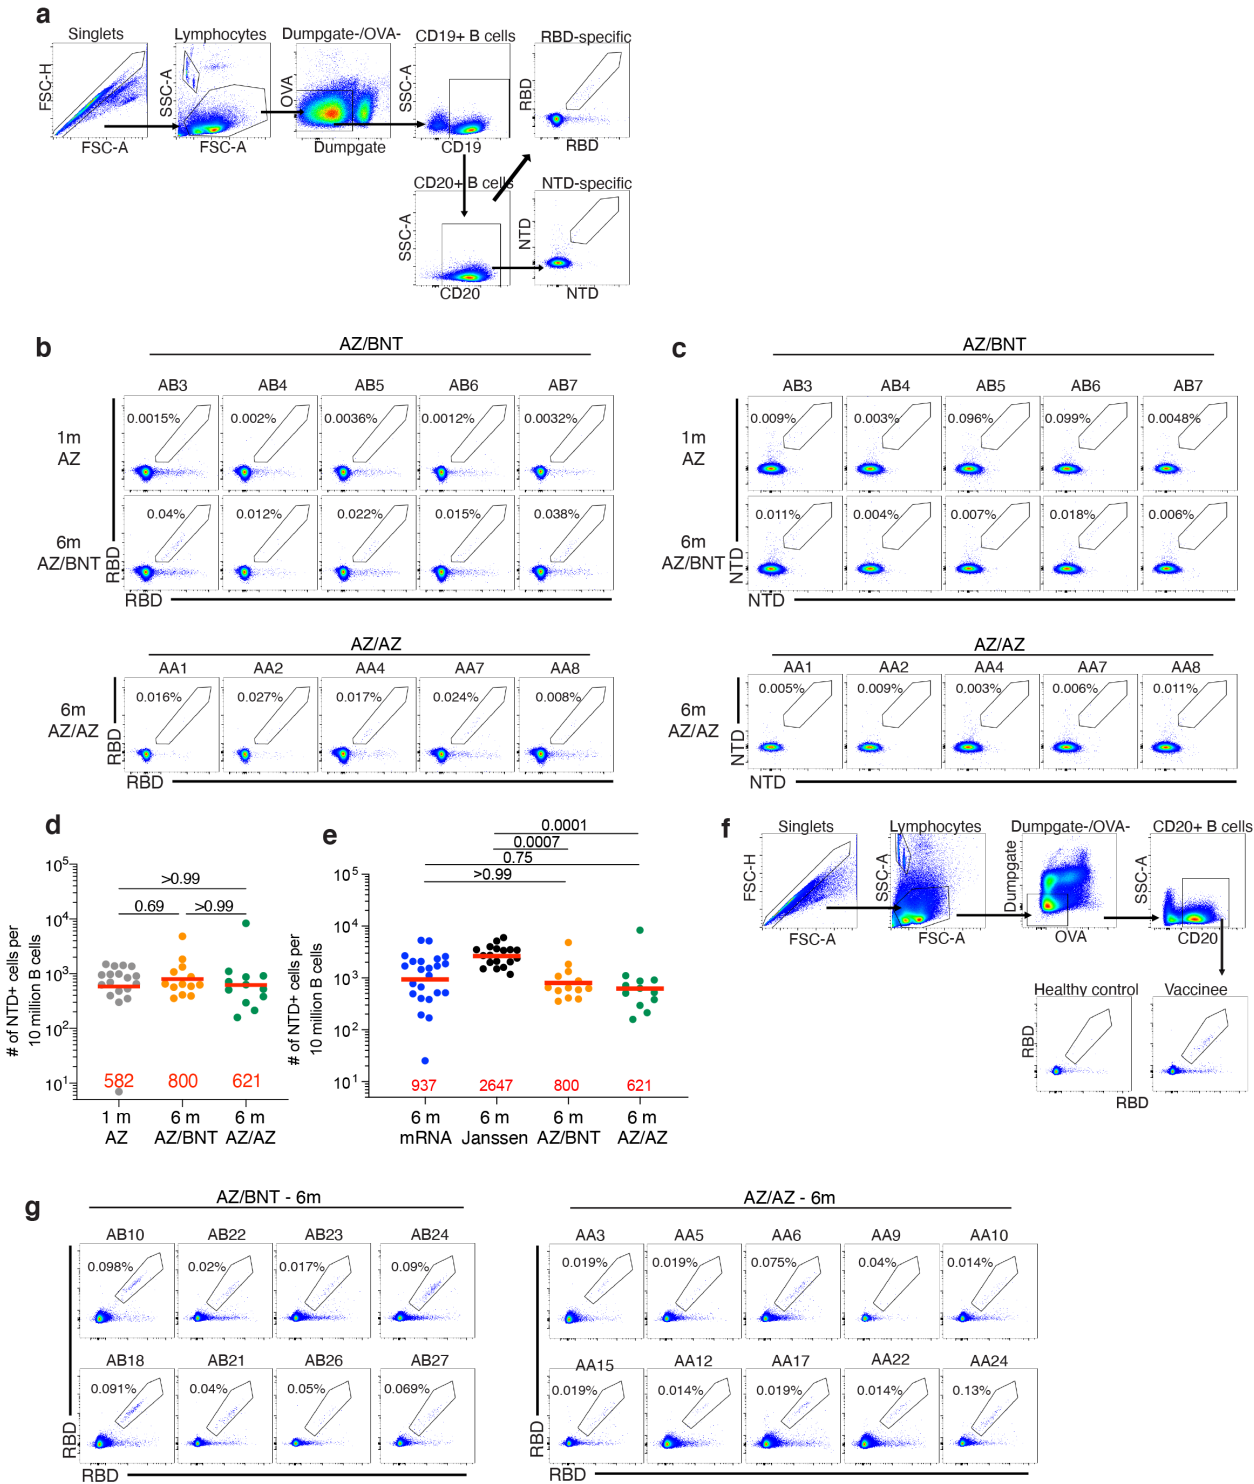 a
Singlets
Lymphocytes
Dumpgate-/OVA-
CD19+ B cells
RBD-specific
FSC-H
SSC-A
OVA
SSC-A
RBD
FSC-A
FSC-A
Dumpgate
CD19
RBD
CD20+ B cells
NTD-specific
SSC-A
NTD
CD20
NTD
b
AZ/BNT
AB3 AB4 AB5 AB6 AB7
1m
AZ
0.0015% 0.002% 0.0036% 0.0012% 0.0032%
6m
AZ/BNT
0.04% 0.012% 0.022% 0.015% 0.038%
RBD
RBD
AZ/AZ
AA1 AA2 AA4 AA7 AA8
6m
AZ/AZ
0.016% 0.027% 0.017% 0.024% 0.008%
RBD
RBD
c
AZ/BNT
AB3 AB4 AB5 AB6 AB7
1m
AZ
0.009% 0.003% 0.096% 0.099% 0.0048%
6m
AZ/BNT
0.011% 0.004% 0.007% 0.018% 0.006%
NTD
NTD
AZ/AZ
AA1 AA2 AA4 AA7 AA8
6m
AZ/AZ
0.005% 0.009% 0.003% 0.006% 0.011%
NTD
NTD
d
# of NTD+ cells per
10 million B cells
10⁵
10⁴
10³
10²
10¹
>0.99
0.69 >0.99
582 800 621
1 m 6 m 6 m
AZ AZ/BNT AZ/AZ
e
# of NTD+ cells per
10 million B cells
10⁵
10⁴
10³
10²
10¹
0.0001
0.0007
0.75
>0.99
937 2647 800 621
6 m 6 m 6 m 6 m
mRNA Janssen AZ/BNT AZ/AZ
f
Singlets
Lymphocytes
Dumpgate-/OVA-
CD20+ B cells
FSC-H
SSC-A
Dumpgate
SSC-A
FSC-A
FSC-A
OVA
CD20
Healthy control
Vaccinee
RBD
RBD
g
AZ/BNT - 6m
AB10 AB22 AB23 AB24
0.098% 0.02% 0.017% 0.09%
AB18 AB21 AB26 AB27
0.091% 0.04% 0.05% 0.069%
RBD
RBD
AZ/AZ - 6m
AA3 AA5 AA6 AA9 AA10
0.019% 0.019% 0.075% 0.04% 0.014%
AA15 AA12 AA17 AA22 AA24
0.019% 0.014% 0.019% 0.014% 0.13%
RBD
RBD